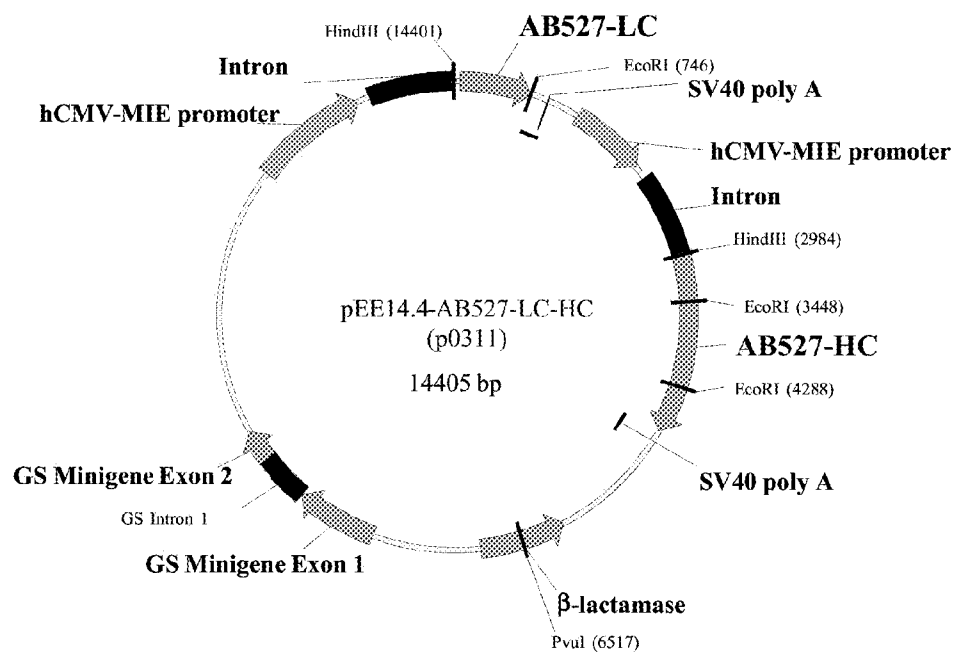 HindIII (14401)
AB527-LC
Intron
EcoRI (746)
SV40 poly A
hCMV-MIE promoter
hCMV-MIE promoter
Intron
HindIII (2984)
pEE14.4-AB527-LC-HC
(p0311)
14405 bp
EcoRI (3448)
AB527-HC
EcoRI (4288)
GS Minigene Exon 2
SV40 poly A
GS Intron 1
GS Minigene Exon 1
β-lactamase
PvuI (6517)